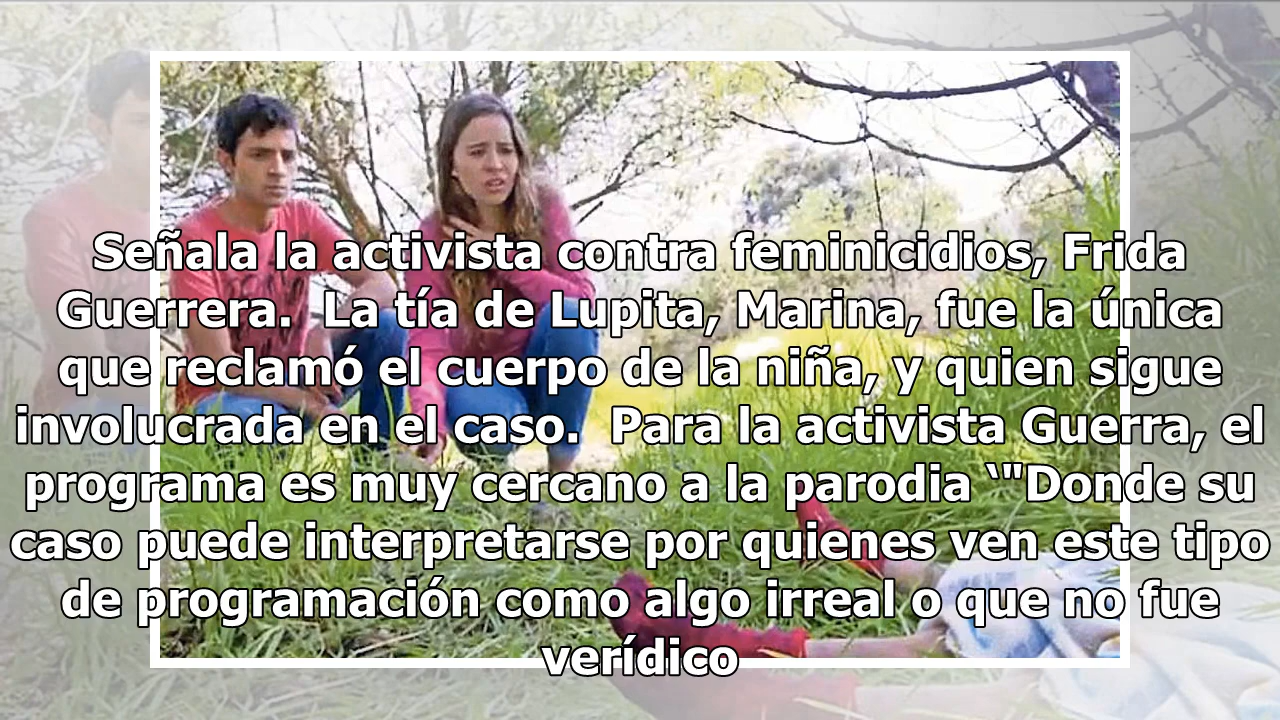 Señala la activista contra feminicidios, Frida
Guerrera.  La tía de Lupita, Marina, fue la única
que reclamó el cuerpo de la niña, y quien sigue
involucrada en el caso.  Para la activista Guerra, el
programa es muy cercano a la parodia ‘"Donde su
caso puede interpretarse por quienes ven este tipo
de programación como algo irreal o que no fue
verídico